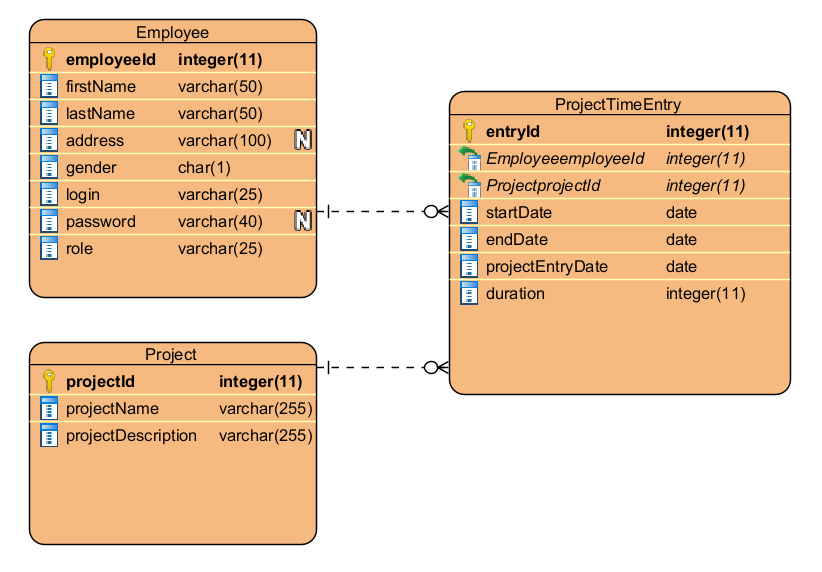 Employee
employeeId integer(11)
firstName varchar(50)
lastName varchar(50)
address varchar(100) N
gender char(1)
login varchar(25)
password varchar(40) N
role varchar(25)
ProjectTimeEntry
entryId integer(11)
EmployeeemployeeId integer(11)
ProjectprojectId integer(11)
startDate date
endDate date
projectEntryDate date
duration integer(11)
Project
projectId integer(11)
projectName varchar(255)
projectDescription varchar(255)